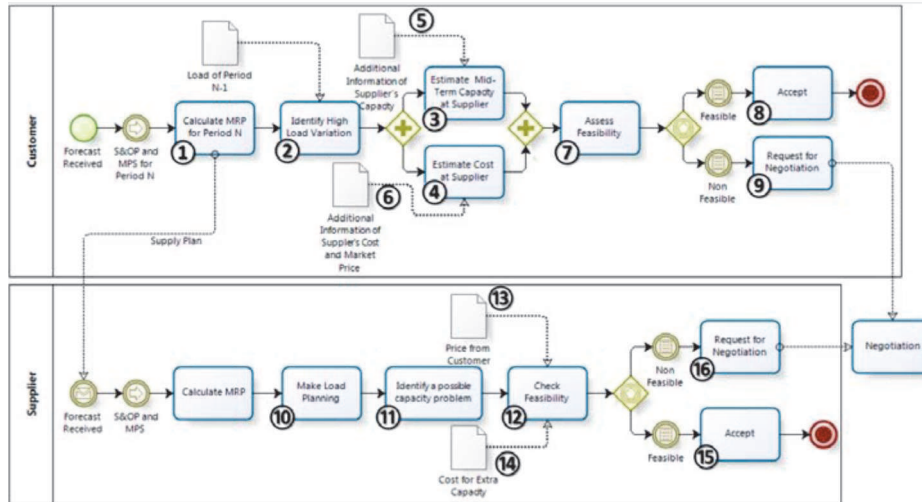 Customer
Forecast
Received
S&OP and
MPS for
Period N
Calculate MRP
for Period N
1
Load of Period
N-1
Identify High
Load Variation
2
5
Additional
Information of
Supplier's
Capacity
Estimate Mid-
Term Capacity
at Supplier
3
Estimate Cost
at Supplier
4
6
Additional
Information of
Supplier's Cost
and Market
Price
Assess
Feasibility
7
Feasible
Accept
8
Non
Feasible
Request for
Negotiation
9
Supply Plan
Supplier
Forecast
Received
S&OP and
MPS
Calculate MRP
Make Load
Planning
10
Identify a possible
capacity problem
11
13
Price from
Customer
Check
Feasibility
12
14
Cost for Extra
Capacity
Non
Feasible
Request for
Negotiation
16
Feasible
Accept
15
Negotiation